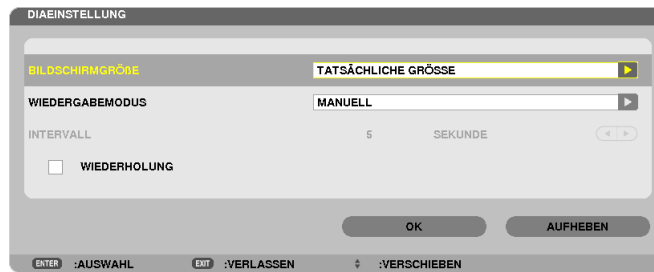 DIAEINSTELLUNG
BILDSCHIRMGRÖßE TATSÄCHLICHE GRÖSSE
WIEDERGABEMODUS MANUELL
INTERVALL 5 SEKUNDE
WIEDERHOLUNG
OK AUFHEBEN
ENTER :AUSWAHL EXIT :VERLASSEN :VERSCHIEBEN